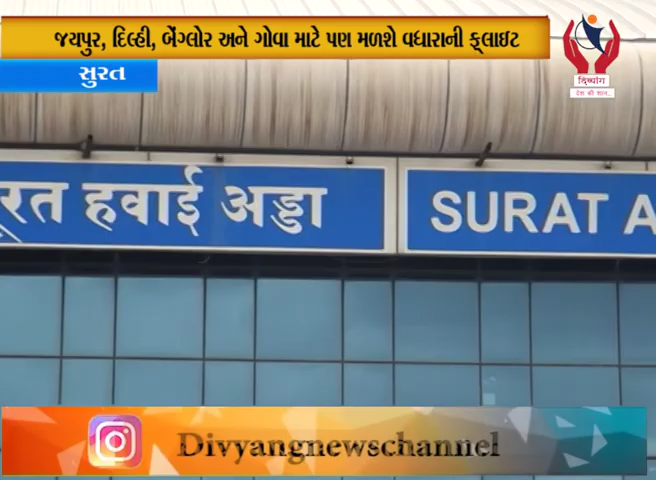 જયપુર, દિલ્હી, બેંગ્લોર અને ગોવા માટે પણ મળશે વધારાની ફ્લાઇટ
સુરત
दिव्यांग
देश की शान..
सूरत हवाई अड्डा
SURAT A
Divyangnewschannel